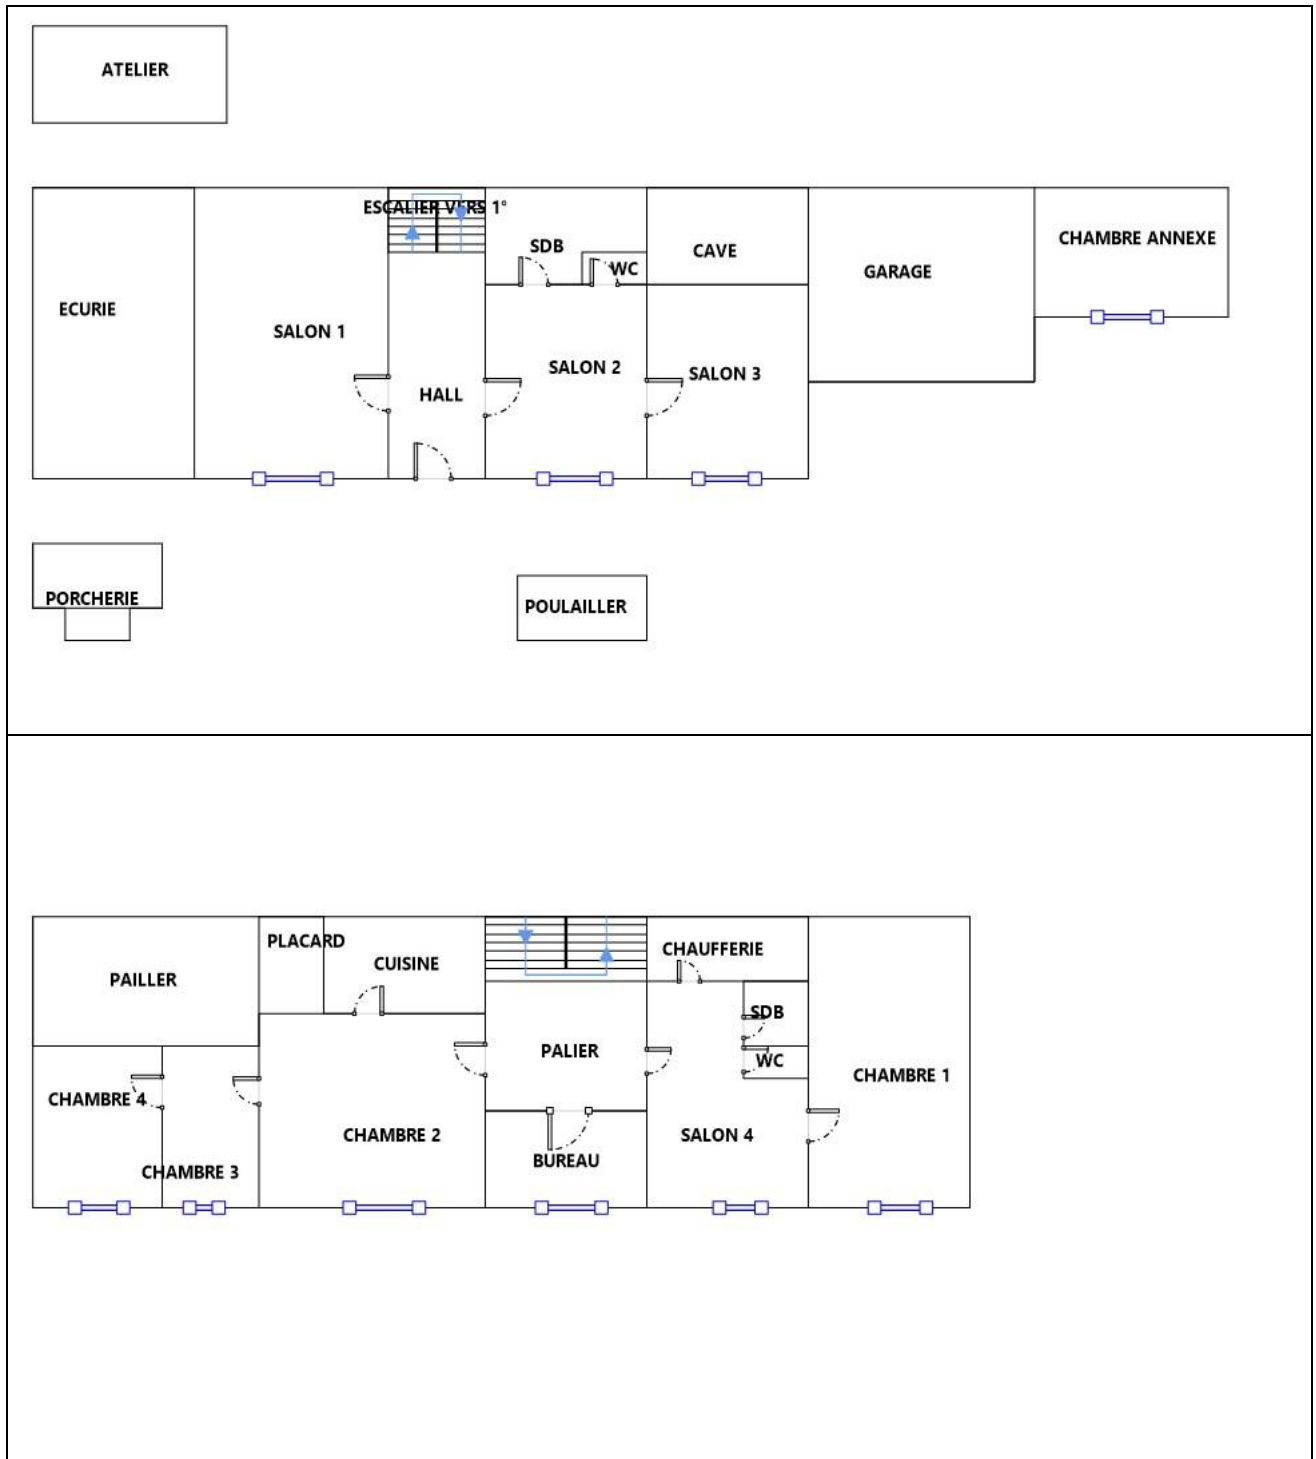 ATELIER
ESCALIER VERS 1°
CHAMBRE ANNEXE
SDB
CAVE
WC
GARAGE
ECURIE
SALON 1
SALON 2
SALON 3
HALL
PORCHERIE
POULAILLER
PLACARD
CHAUFFERIE
CUISINE
PAILLER
SDB
PALIER
WC
CHAMBRE 1
CHAMBRE 4
CHAMBRE 2
SALON 4
BUREAU
CHAMBRE 3